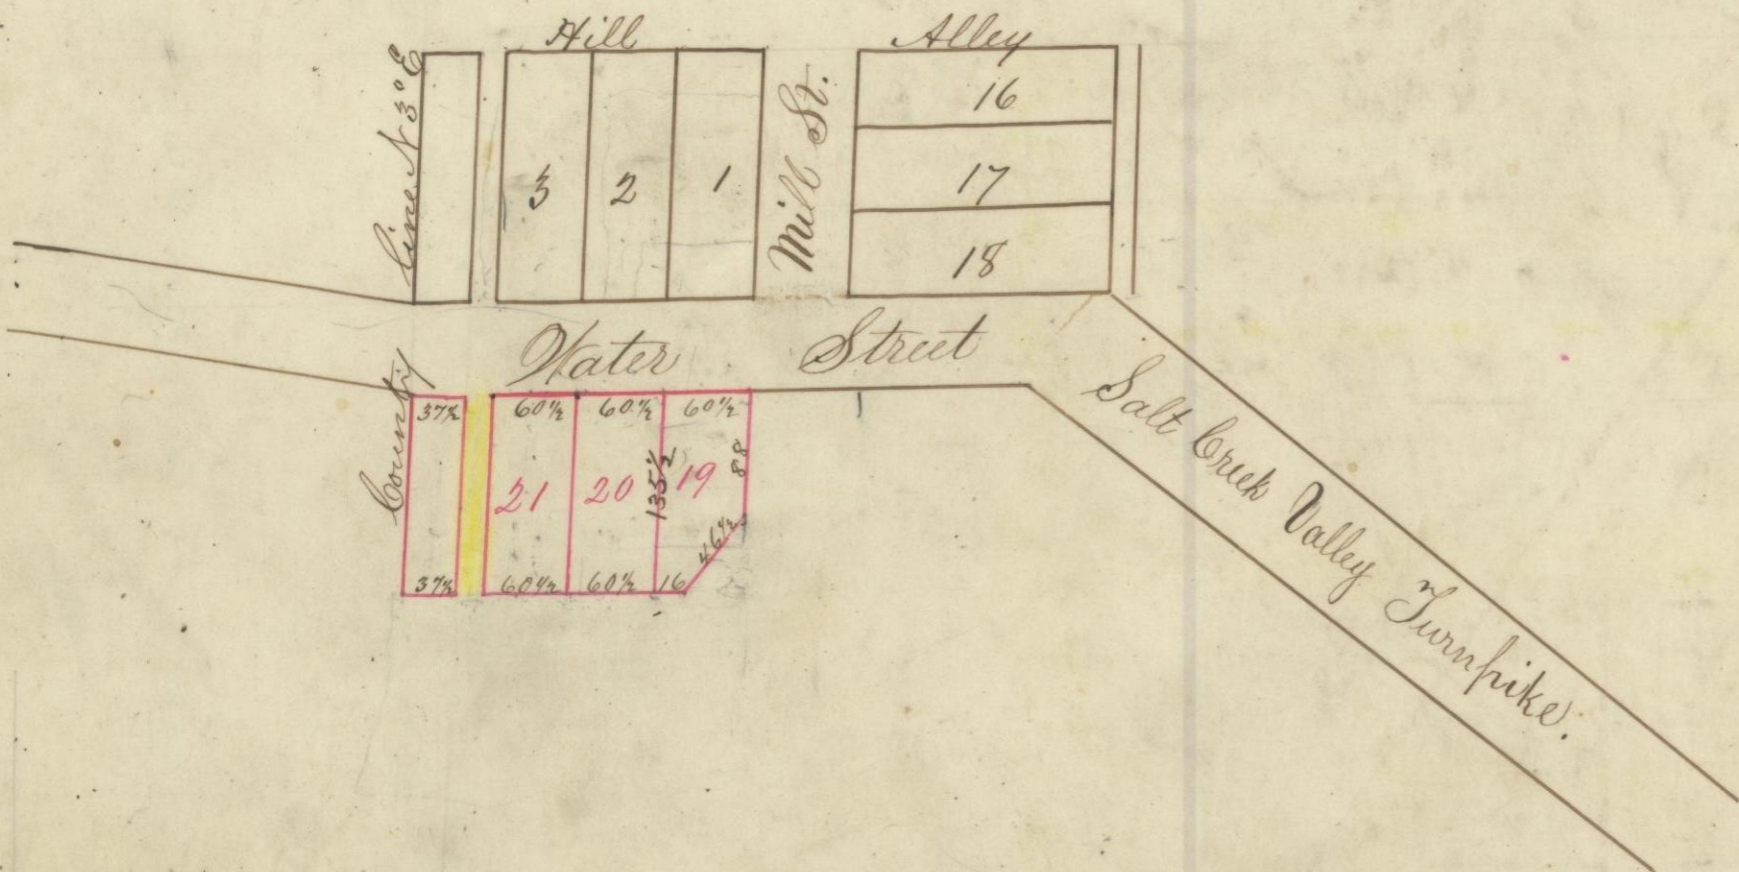 Hill Alley
County Line N 3° E
3 2 1
Mill St.
16
17
18
Water Street
Salt Creek Valley Turnpike.
37½ 60½ 60½ 60½
21 20 135½ 19 88
46½
37½ 60½ 60½ 16